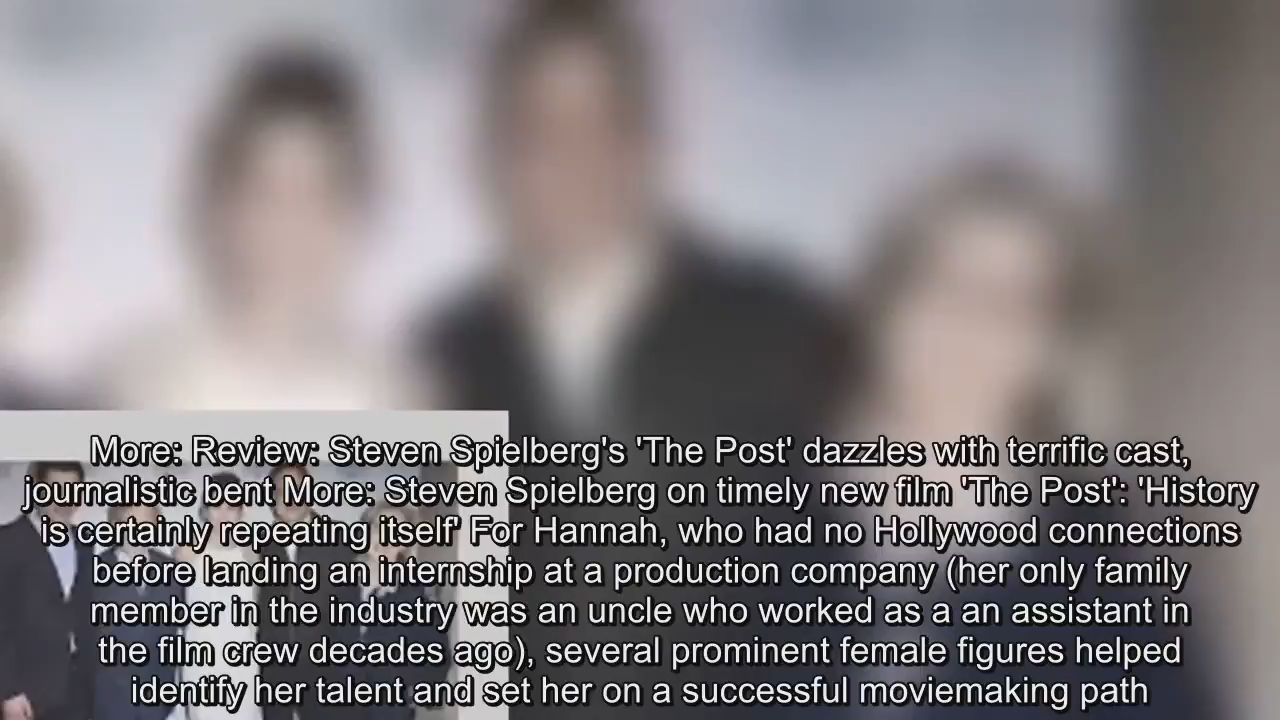 More: Review: Steven Spielberg's 'The Post' dazzles with terrific cast,
journalistic bent More: Steven Spielberg on timely new film 'The Post': 'History
is certainly repeating itself' For Hannah, who had no Hollywood connections
before landing an internship at a production company (her only family
member in the industry was an uncle who worked as a an assistant in
the film crew decades ago), several prominent female figures helped
identify her talent and set her on a successful moviemaking path